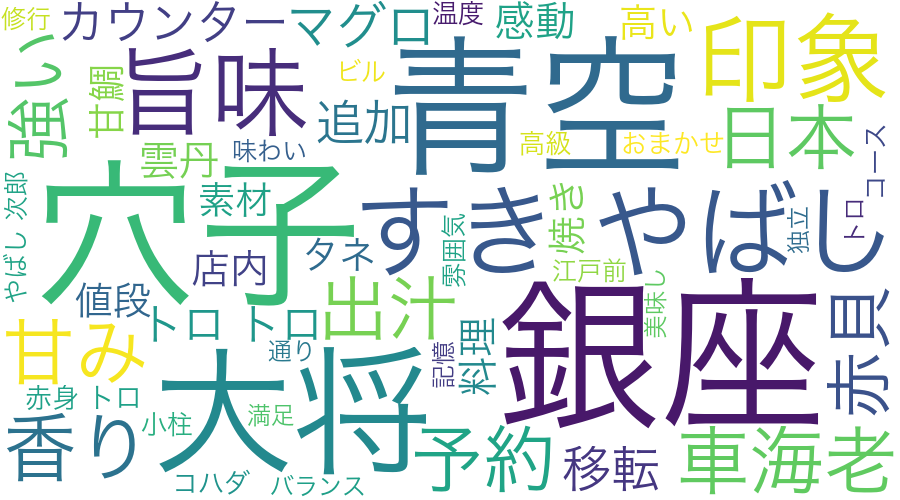 修行
カウンター
マグロ
温度
感動
高い
印象
強い
甘鯛
旨味
ビル
青空
追加
高級
おまかせ
日本
コース
雲丹
味わい
素材
穴子
すきやばし
次郎
やばし
店内
タネ
雰囲気
焼き
独立
トロ
江戸前
値段
トロ トロ
出汁
美味し
銀座
赤貝
甘み
大将
通り
記憶
料理
赤身 トロ
小柱
満足
香り
予約
移転
車海老
コハダ
バランス